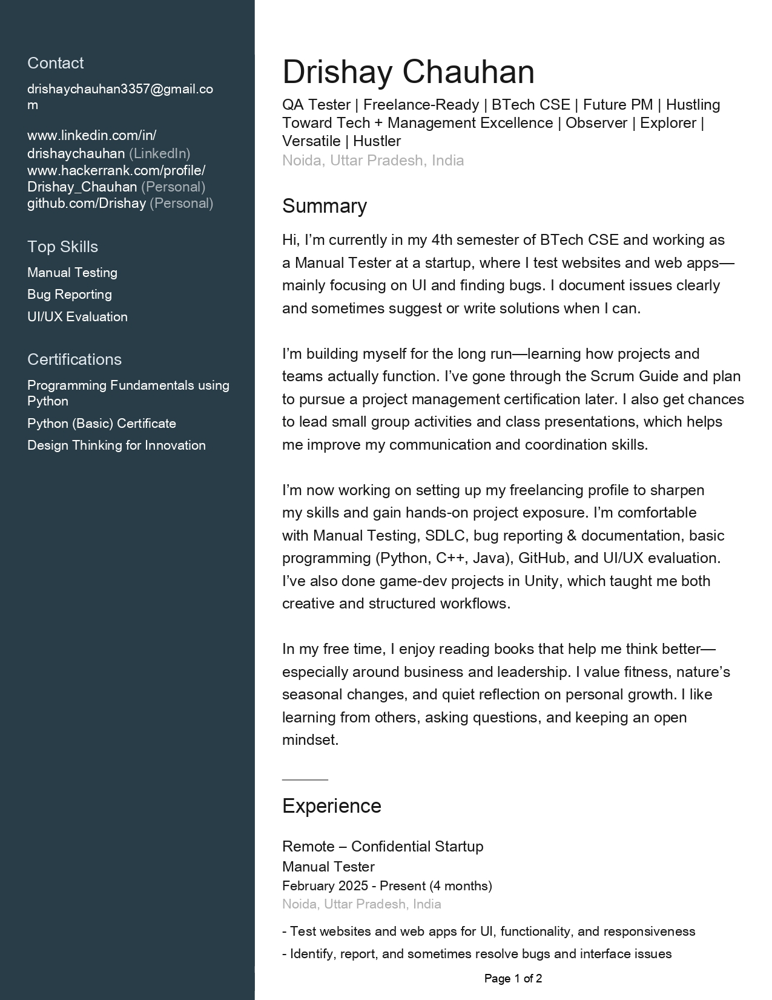 Contact
drishaychauhan3357@gmail.co
m
www.linkedin.com/in/
drishaychauhan (LinkedIn)
www.hackerrank.com/profile/
Drishay_Chauhan (Personal)
github.com/Drishay (Personal)
Top Skills
Manual Testing
Bug Reporting
UI/UX Evaluation
Certifications
Programming Fundamentals using
Python
Python (Basic) Certificate
Design Thinking for Innovation
Drishay Chauhan
QA Tester | Freelance-Ready | BTech CSE | Future PM | Hustling
Toward Tech + Management Excellence | Observer | Explorer |
Versatile | Hustler
Noida, Uttar Pradesh, India
Summary
Hi, I’m currently in my 4th semester of BTech CSE and working as
a Manual Tester at a startup, where I test websites and web apps—
mainly focusing on UI and finding bugs. I document issues clearly
and sometimes suggest or write solutions when I can.
I’m building myself for the long run—learning how projects and
teams actually function. I’ve gone through the Scrum Guide and plan
to pursue a project management certification later. I also get chances
to lead small group activities and class presentations, which helps
me improve my communication and coordination skills.
I’m now working on setting up my freelancing profile to sharpen
my skills and gain hands-on project exposure. I’m comfortable
with Manual Testing, SDLC, bug reporting & documentation, basic
programming (Python, C++, Java), GitHub, and UI/UX evaluation.
I’ve also done game-dev projects in Unity, which taught me both
creative and structured workflows.
In my free time, I enjoy reading books that help me think better—
especially around business and leadership. I value fitness, nature’s
seasonal changes, and quiet reflection on personal growth. I like
learning from others, asking questions, and keeping an open
mindset.
Experience
Remote – Confidential Startup
Manual Tester
February 2025 - Present (4 months)
Noida, Uttar Pradesh, India
- Test websites and web apps for UI, functionality, and responsiveness
- Identify, report, and sometimes resolve bugs and interface issues
Page 1 of 2